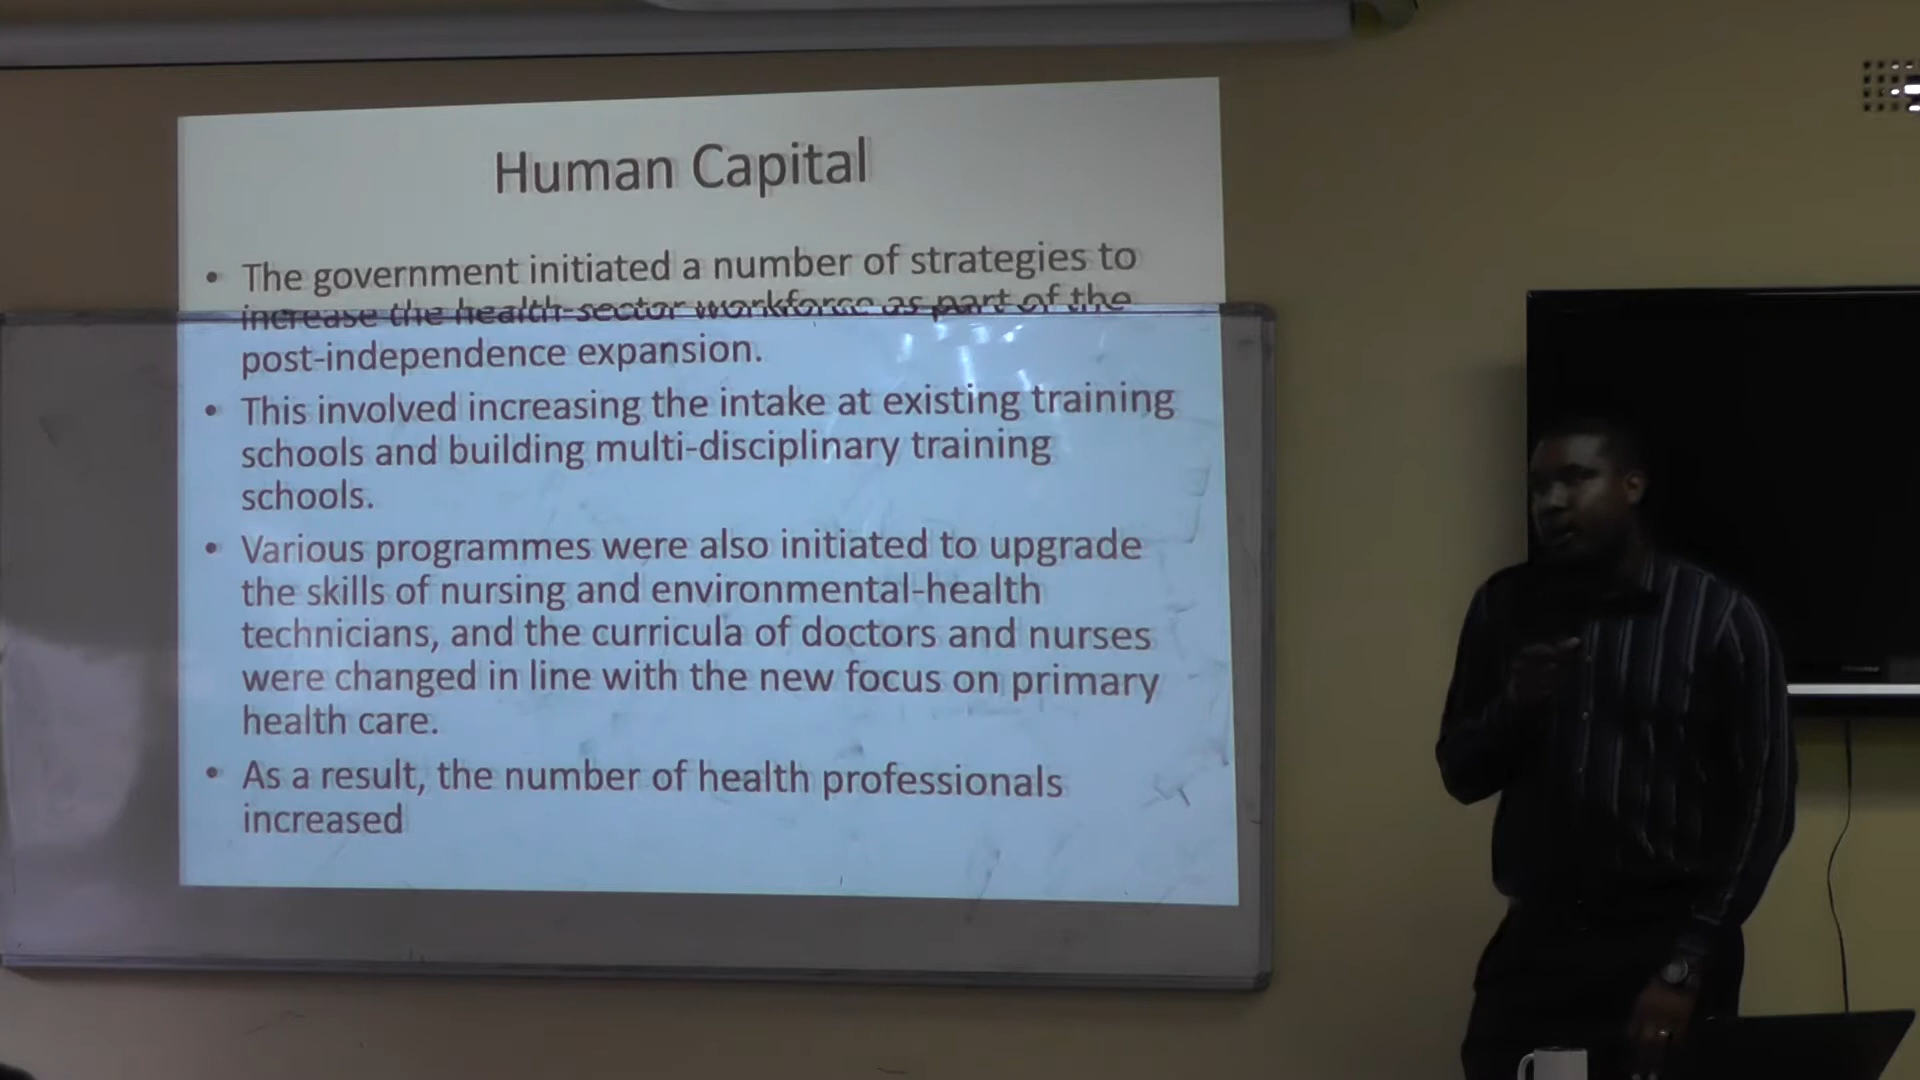 Human Capital
• The government initiated a number of strategies to
increase the health-sector workforce as part of the
post-independence expansion.
• This involved increasing the intake at existing training
schools and building multi-disciplinary training
schools.
• Various programmes were also initiated to upgrade
the skills of nursing and environmental-health
technicians, and the curricula of doctors and nurses
were changed in line with the new focus on primary
health care.
• As a result, the number of health professionals
increased